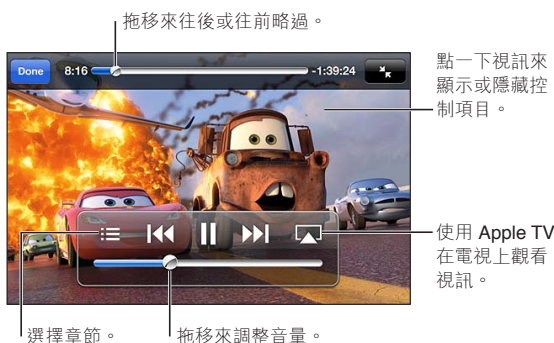 拖移來往後或往前略過。
Done 8:16 -1:39:24
點一下視訊來
顯示或隱藏控
制項目。
使用 Apple TV
在電視上觀看
視訊。
選擇章節。
拖移來調整音量。